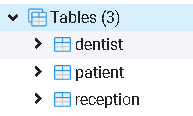 Tables (3)
dentist
patient
reception